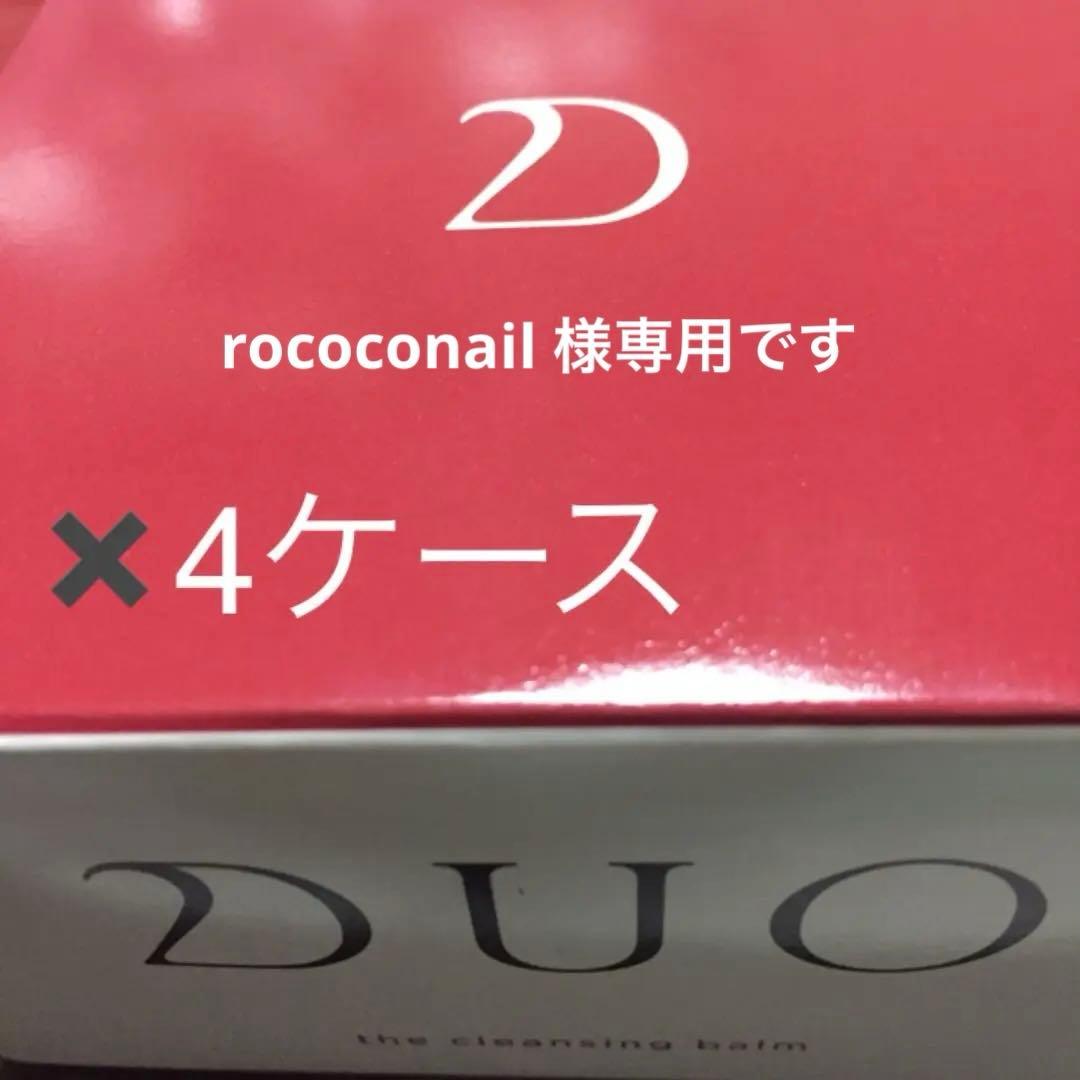 D
rococonail 様専用です
✖4ケース
DUO
the cleansing balm